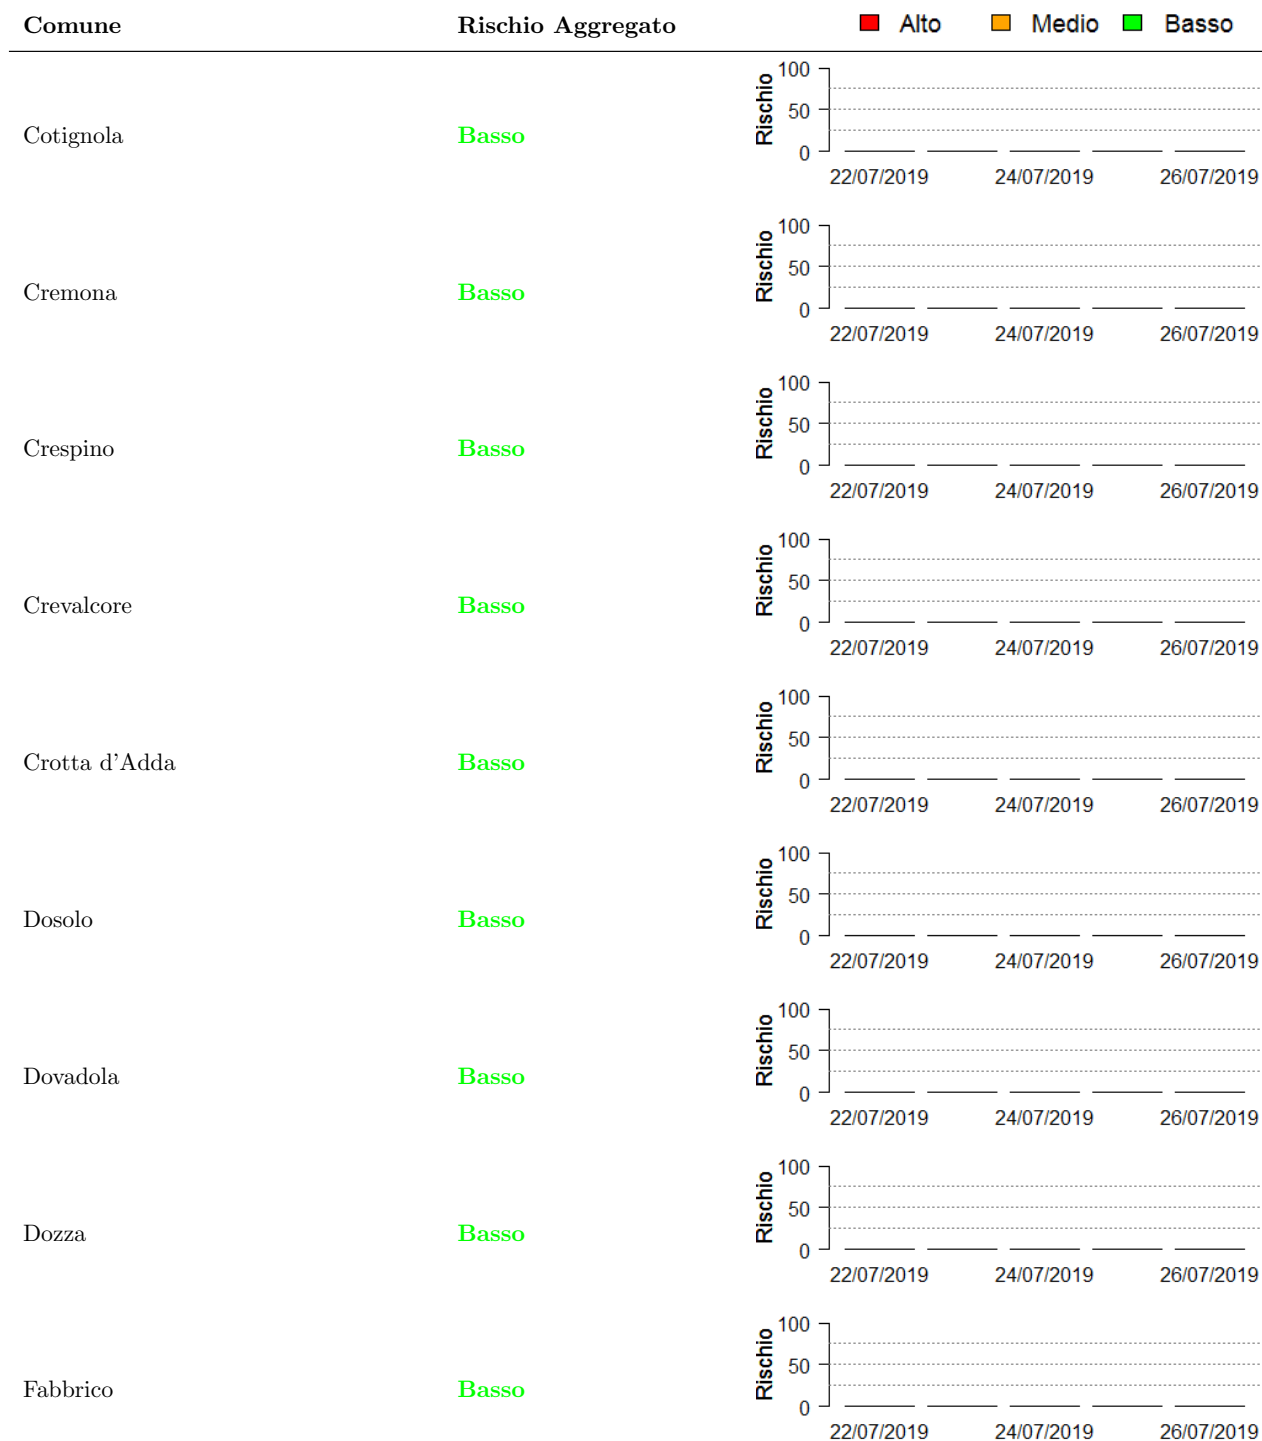 Comune Rischio Aggregato Alto Medio Basso
100
50
0
Rischio
Cotignola Basso
22/07/2019 24/07/2019 26/07/2019
100
50
0
Rischio
Cremona Basso
22/07/2019 24/07/2019 26/07/2019
100
50
0
Rischio
Crespino Basso
22/07/2019 24/07/2019 26/07/2019
100
50
0
Rischio
Crevalcore Basso
22/07/2019 24/07/2019 26/07/2019
100
50
0
Rischio
Crotta d'Adda Basso
22/07/2019 24/07/2019 26/07/2019
100
50
0
Rischio
Dosolo Basso
22/07/2019 24/07/2019 26/07/2019
100
50
0
Rischio
Dovadola Basso
22/07/2019 24/07/2019 26/07/2019
100
50
0
Rischio
Dozza Basso
22/07/2019 24/07/2019 26/07/2019
100
50
0
Rischio
Fabbrico Basso
22/07/2019 24/07/2019 26/07/2019